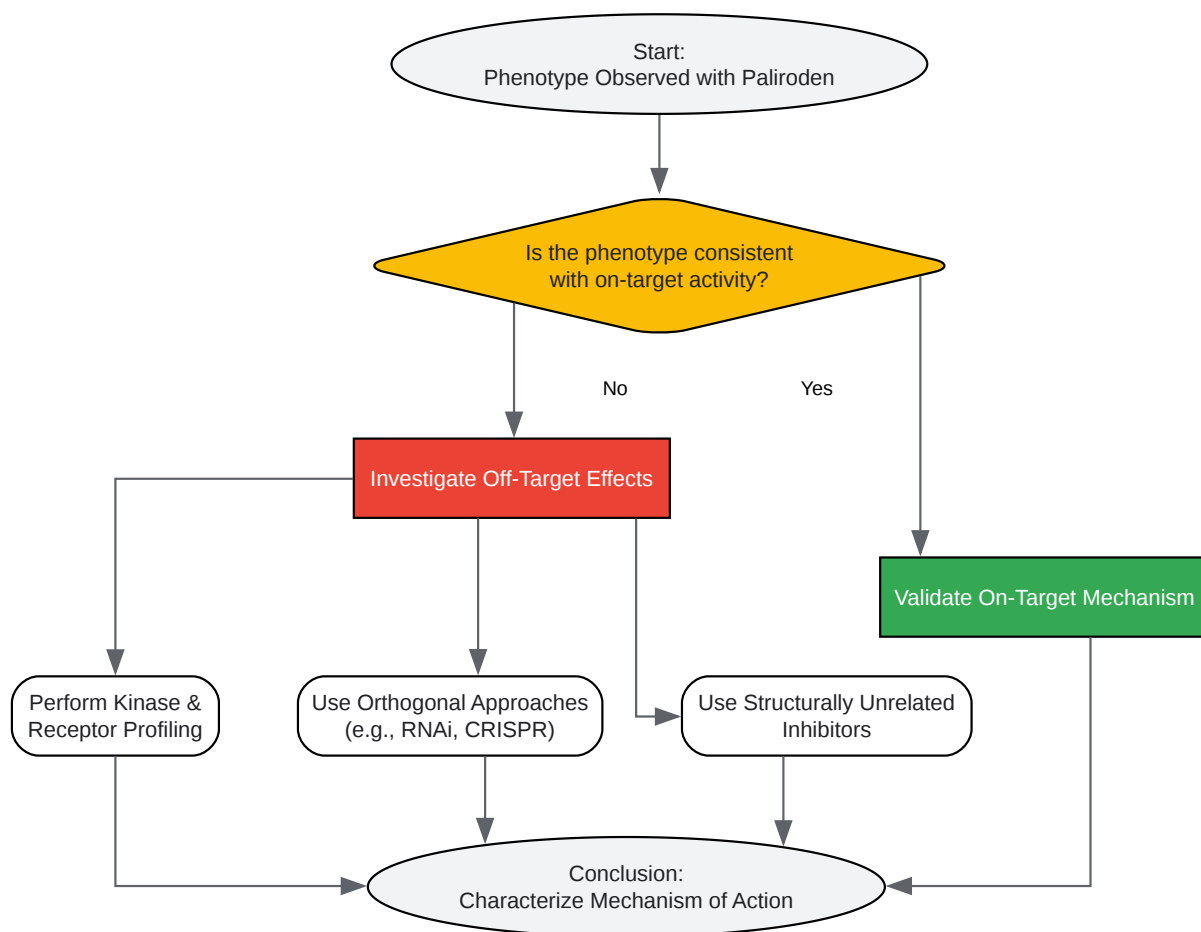 Start:
Phenotype Observed with Paliroden
Is the phenotype consistent
with on-target activity?
No
Yes
Investigate Off-Target Effects
Validate On-Target Mechanism
Perform Kinase &
Receptor Profiling
Use Orthogonal Approaches
(e.g., RNAi, CRISPR)
Use Structurally Unrelated
Inhibitors
Conclusion:
Characterize Mechanism of Action